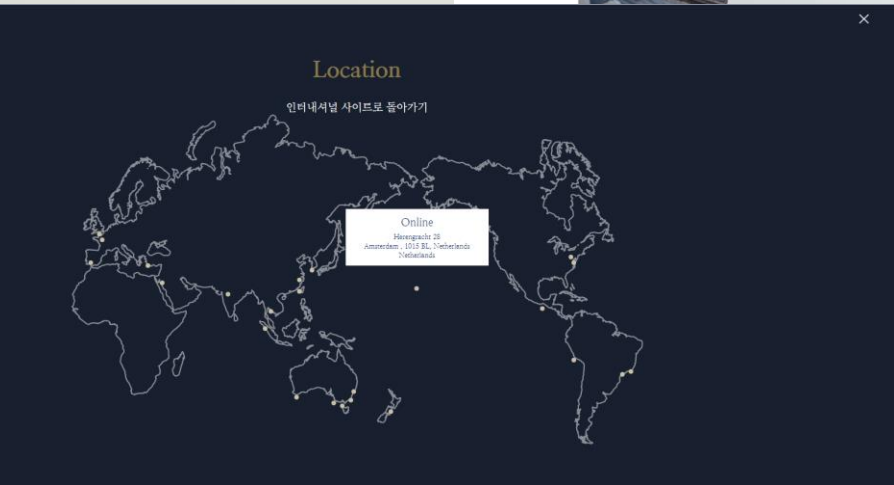 Location
인터내셔널 사이트로 돌아가기
Online
Herengracht 28
Amsterdam , 1015 BL, Netherlands
Netherlands